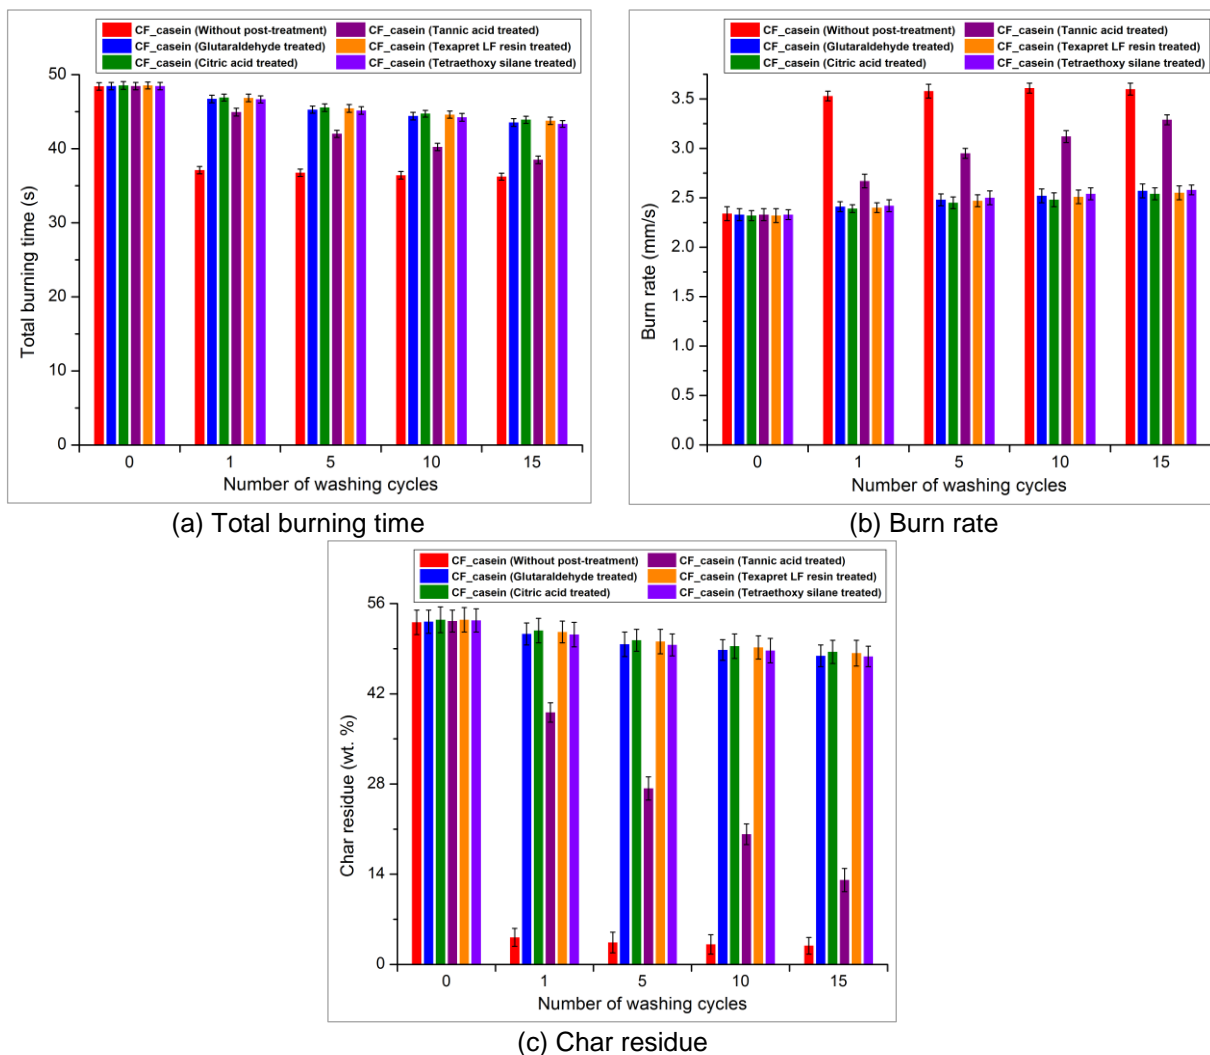 CF_casein (Without post-treatment) CF_casein (Tannic acid treated)
CF_casein (Glutaraldehyde treated) CF_casein (Texapret LF resin treated)
CF_casein (Citric acid treated) CF_casein (Tetraethoxy silane treated)
50
40
30
20
10
0
Total burning time (s)
0 1 5 10 15
Number of washing cycles
(a) Total burning time
CF_casein (Without post-treatment) CF_casein (Tannic acid treated)
CF_casein (Glutaraldehyde treated) CF_casein (Texapret LF resin treated)
CF_casein (Citric acid treated) CF_casein (Tetraethoxy silane treated)
3.5
3.0
2.5
2.0
1.5
1.0
0.5
0.0
Burn rate (mm/s)
0 1 5 10 15
Number of washing cycles
(b) Burn rate
CF_casein (Without post-treatment) CF_casein (Tannic acid treated)
CF_casein (Glutaraldehyde treated) CF_casein (Texapret LF resin treated)
CF_casein (Citric acid treated) CF_casein (Tetraethoxy silane treated)
56
42
28
14
0
Char residue (wt. %)
0 1 5 10 15
Number of washing cycles
(c) Char residue